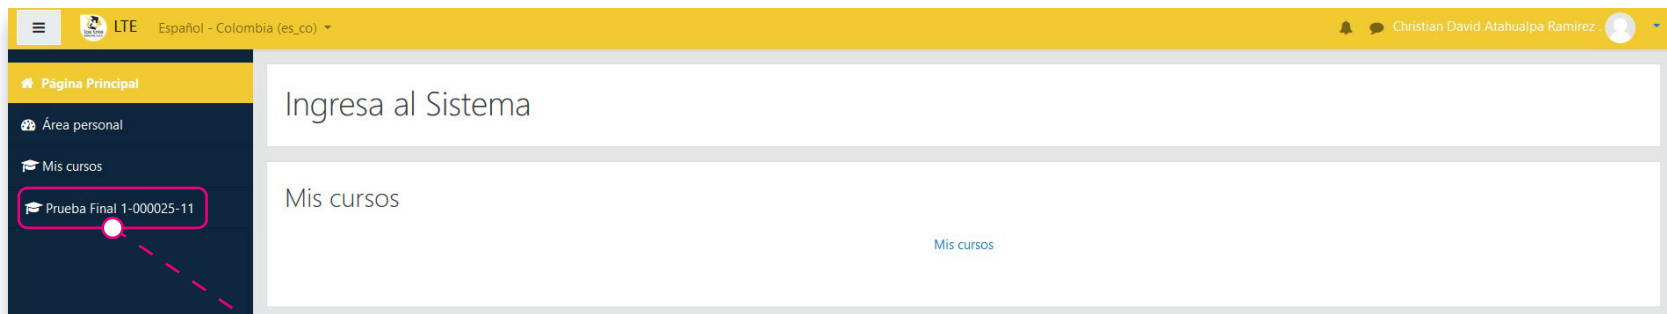 LTE Español - Colombia (es_co)
Christian David Atahualpa Ramirez .
Página Principal
Área personal
Mis cursos
Prueba Final 1-000025-11
Ingresa al Sistema
Mis cursos
Mis cursos